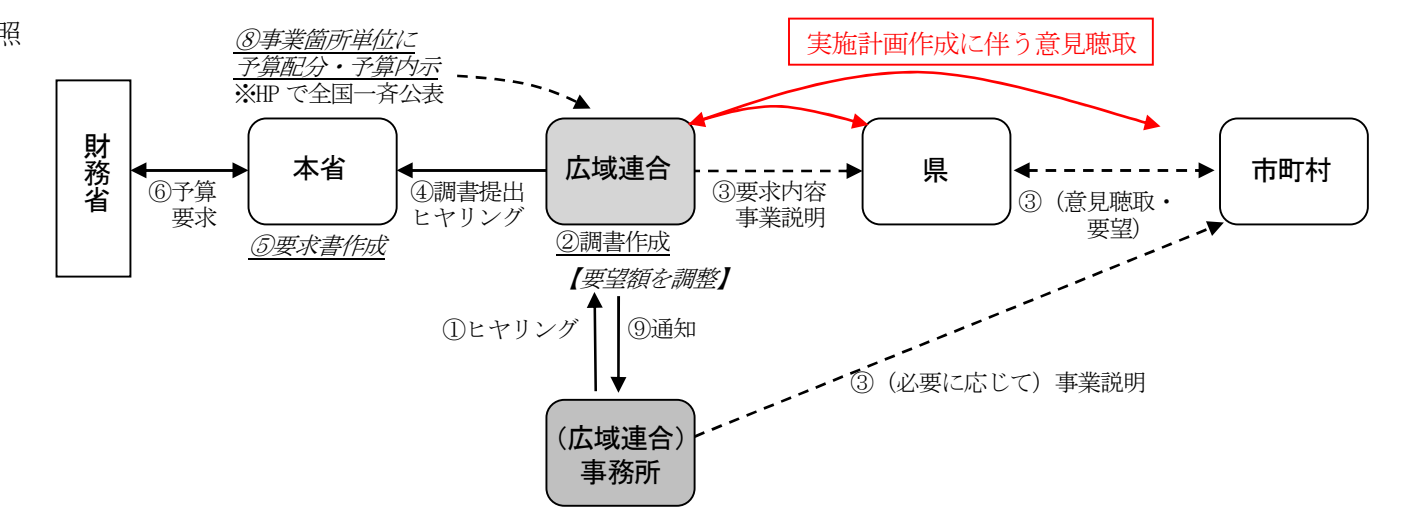 照
⑧事業箇所単位に
予算配分・予算内示
※HPで全国一斉公表
実施計画作成に伴う意見聴取
財務省
本省
広域連合
県
市町村
⑥予算
要求
④調書提出
ヒヤリング
③要求内容
事業説明
③（意見聴取・
要望）
⑤要求書作成
②調書作成
【要望額を調整】
①ヒヤリング
⑨通知
③（必要に応じて）事業説明
（広域連合）
事務所